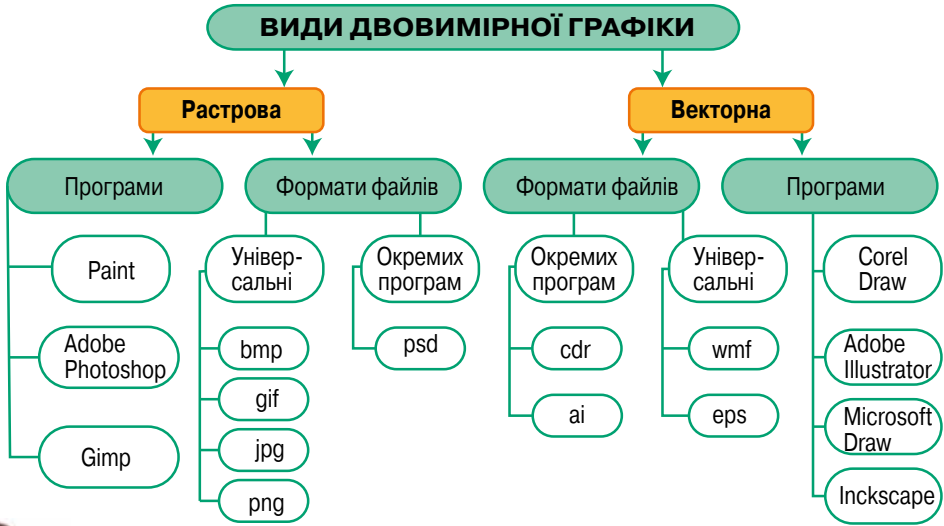 ВИДИ ДВОВИМІРНОЇ ГРАФІКИ
Растрова
Векторна
Програми
Формати файлів
Формати файлів
Програми
Paint
Adobe
Photoshop
Gimp
Універ-
сальні
bmp
gif
jpg
png
Окремих
програм
psd
Окремих
програм
cdr
ai
Універ-
сальні
wmf
eps
Corel
Draw
Adobe
Illustrator
Microsoft
Draw
Inckscape